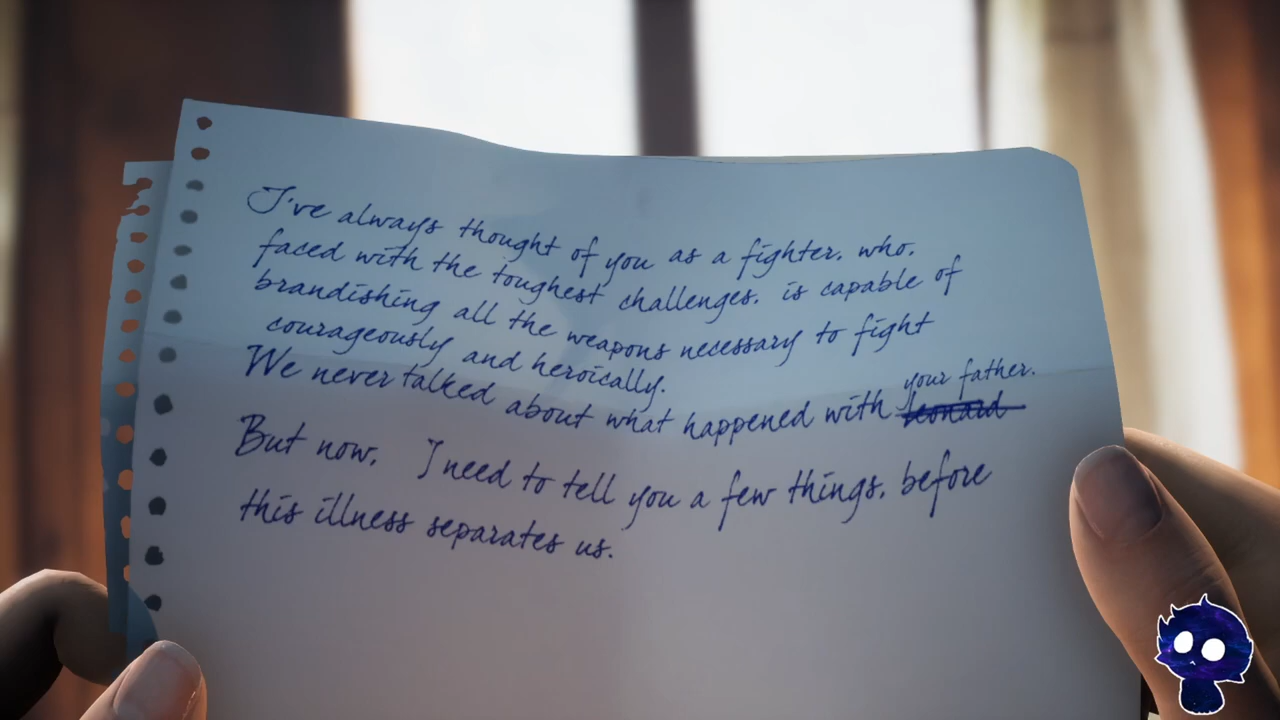 I've always thought of you as a fighter. who.
faced with the toughest challenges. is capable of
brandishing all the weapons necessary to fight
courageously and heroically.
We never talked about what happened with leonard your father.
But now. I need to tell you a few things. before
this illness separates us.